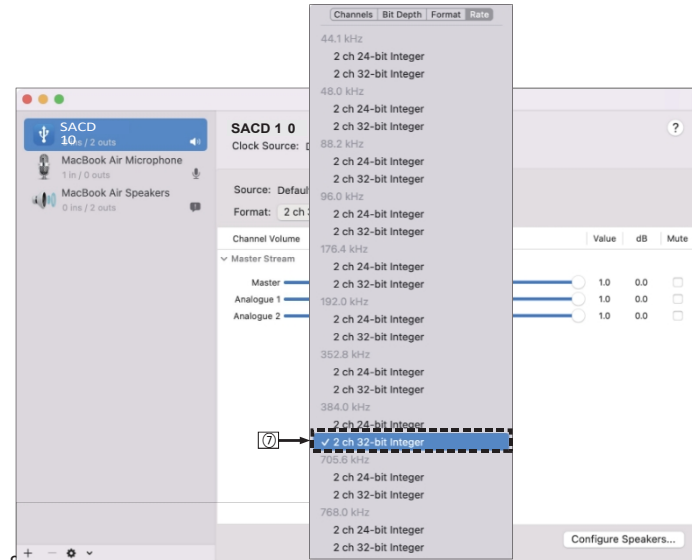 Channels Bit Depth Format Rate
44.1 kHz
2 ch 24-bit Integer
2 ch 32-bit Integer
48.0 kHz
2 ch 24-bit Integer
2 ch 32-bit Integer
88.2 kHz
2 ch 24-bit Integer
2 ch 32-bit Integer
96.0 kHz
2 ch 24-bit Integer
2 ch 32-bit Integer
176.4 kHz
2 ch 24-bit Integer
2 ch 32-bit Integer
192.0 kHz
2 ch 24-bit Integer
2 ch 32-bit Integer
352.8 kHz
2 ch 24-bit Integer
2 ch 32-bit Integer
384.0 kHz
2 ch 24-bit Integer
⑦ ✓ 2 ch 32-bit Integer
705.6 kHz
2 ch 24-bit Integer
2 ch 32-bit Integer
768.0 kHz
2 ch 24-bit Integer
2 ch 32-bit Integer
SACD
10 / 2 outs
MacBook Air Microphone
1 in / 0 outs
MacBook Air Speakers
0 ins / 2 outs
SACD 1 0
?
Clock Source:
Source: Defaul
Format: 2 ch
Channel Volume Value dB Mute
Master Stream
Master 1.0 0.0
Analogue 1 1.0 0.0
Analogue 2 1.0 0.0
Configure Speakers...